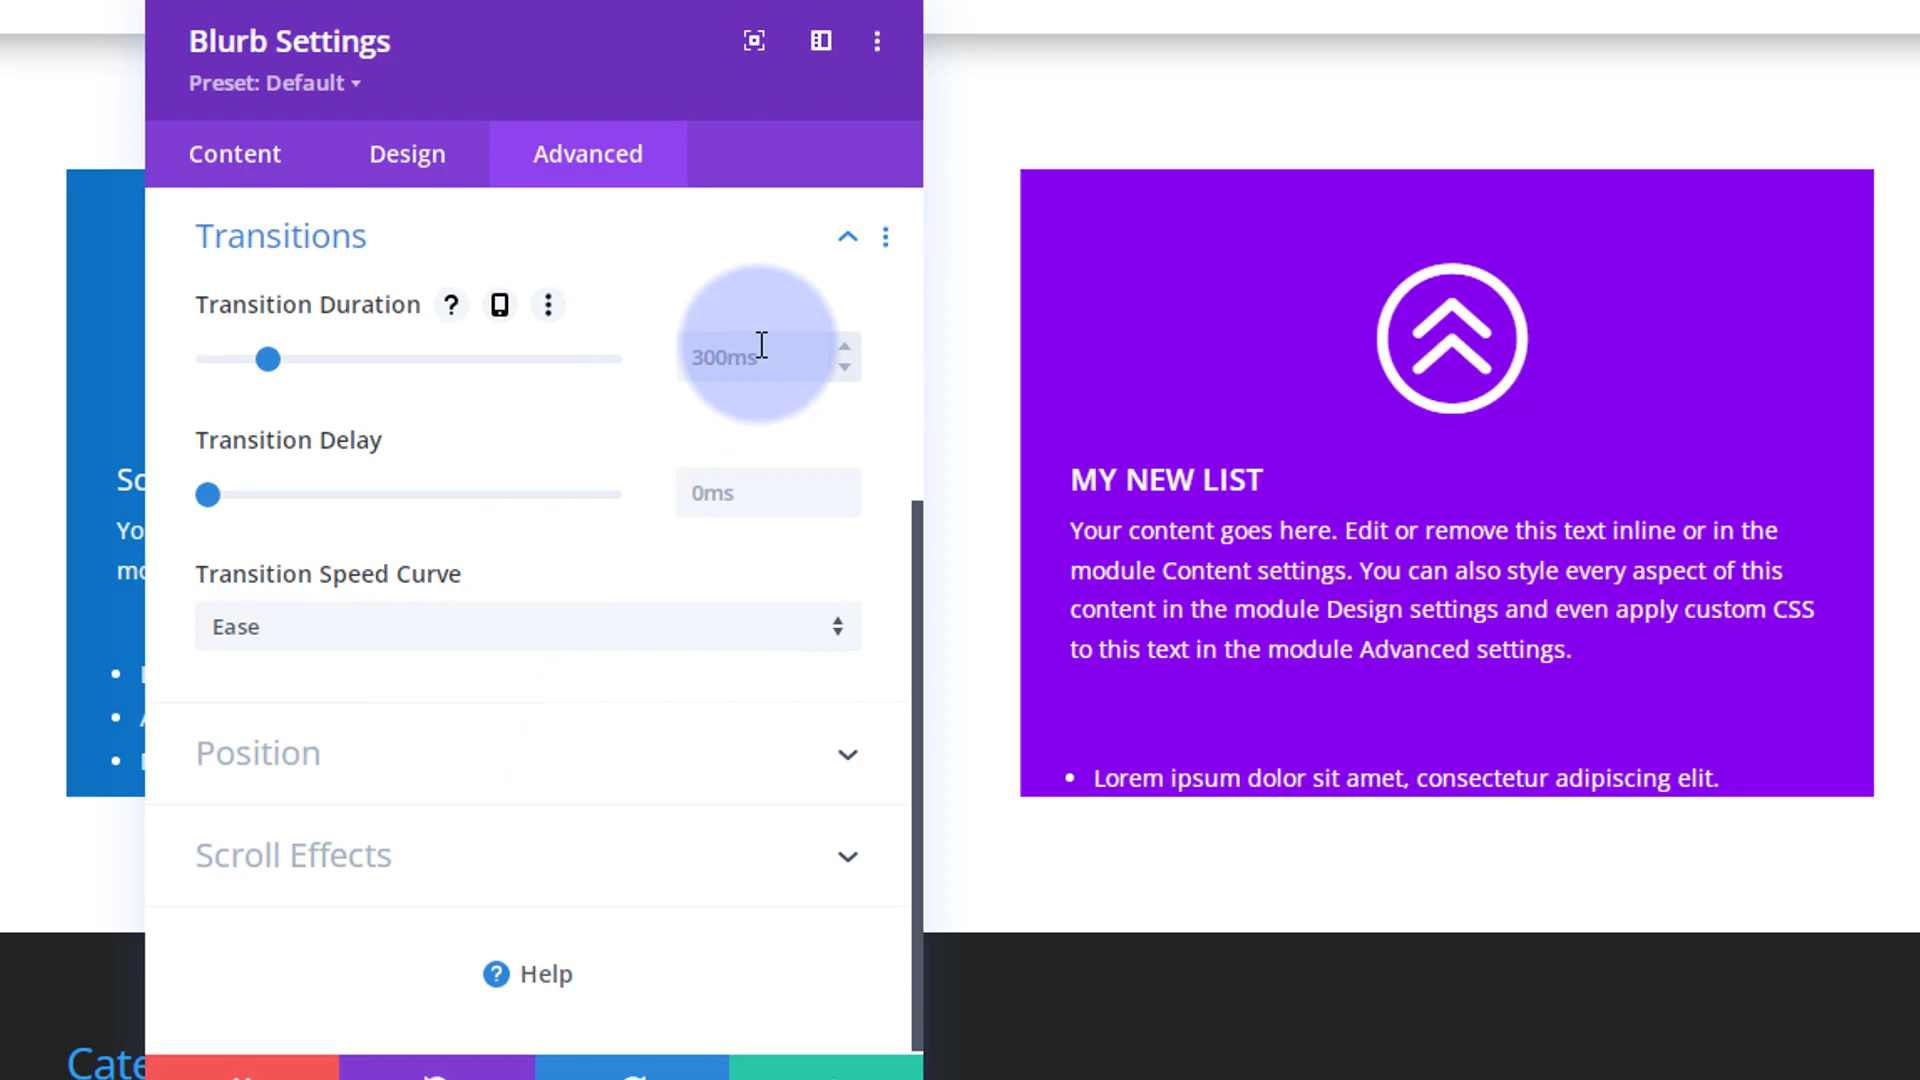 Blurb Settings
Preset: Default
Content Design Advanced
Transitions
Transition Duration ?
300ms
Transition Delay
0ms
Transition Speed Curve
Ease
Position
Scroll Effects
? Help
MY NEW LIST
Your content goes here. Edit or remove this text inline or in the
module Content settings. You can also style every aspect of this
content in the module Design settings and even apply custom CSS
to this text in the module Advanced settings.
• Lorem ipsum dolor sit amet, consectetur adipiscing elit.